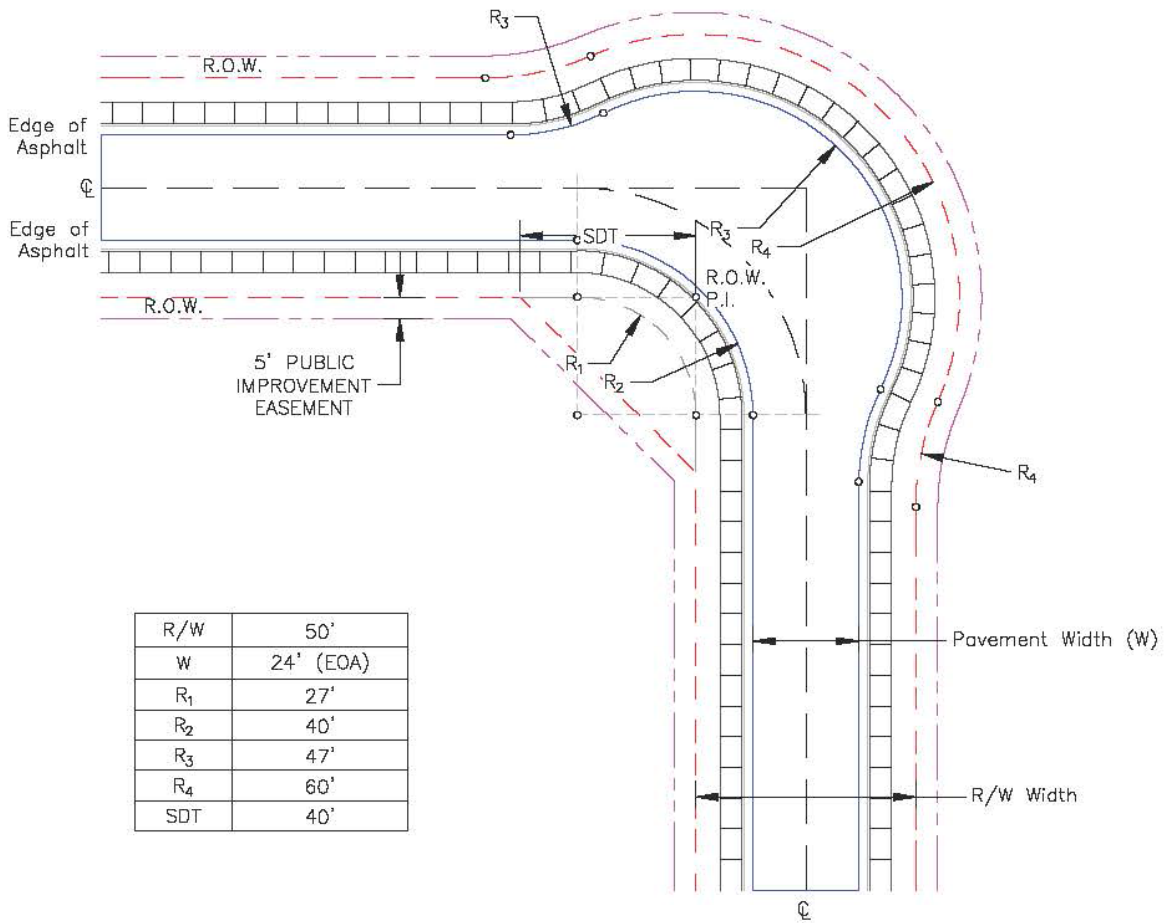 R₃
R.O.W.
Edge of
Asphalt
℄
Edge of
Asphalt
SDT
R₃
R₄
R.O.W.
P.I.
R.O.W.
R₁
R₂
5' PUBLIC
IMPROVEMENT
EASEMENT
R₄
R/W 50'
W 24' (EOA)
R₁ 27'
R₂ 40'
R₃ 47'
R₄ 60'
SDT 40'
Pavement Width (W)
R/W Width
℄